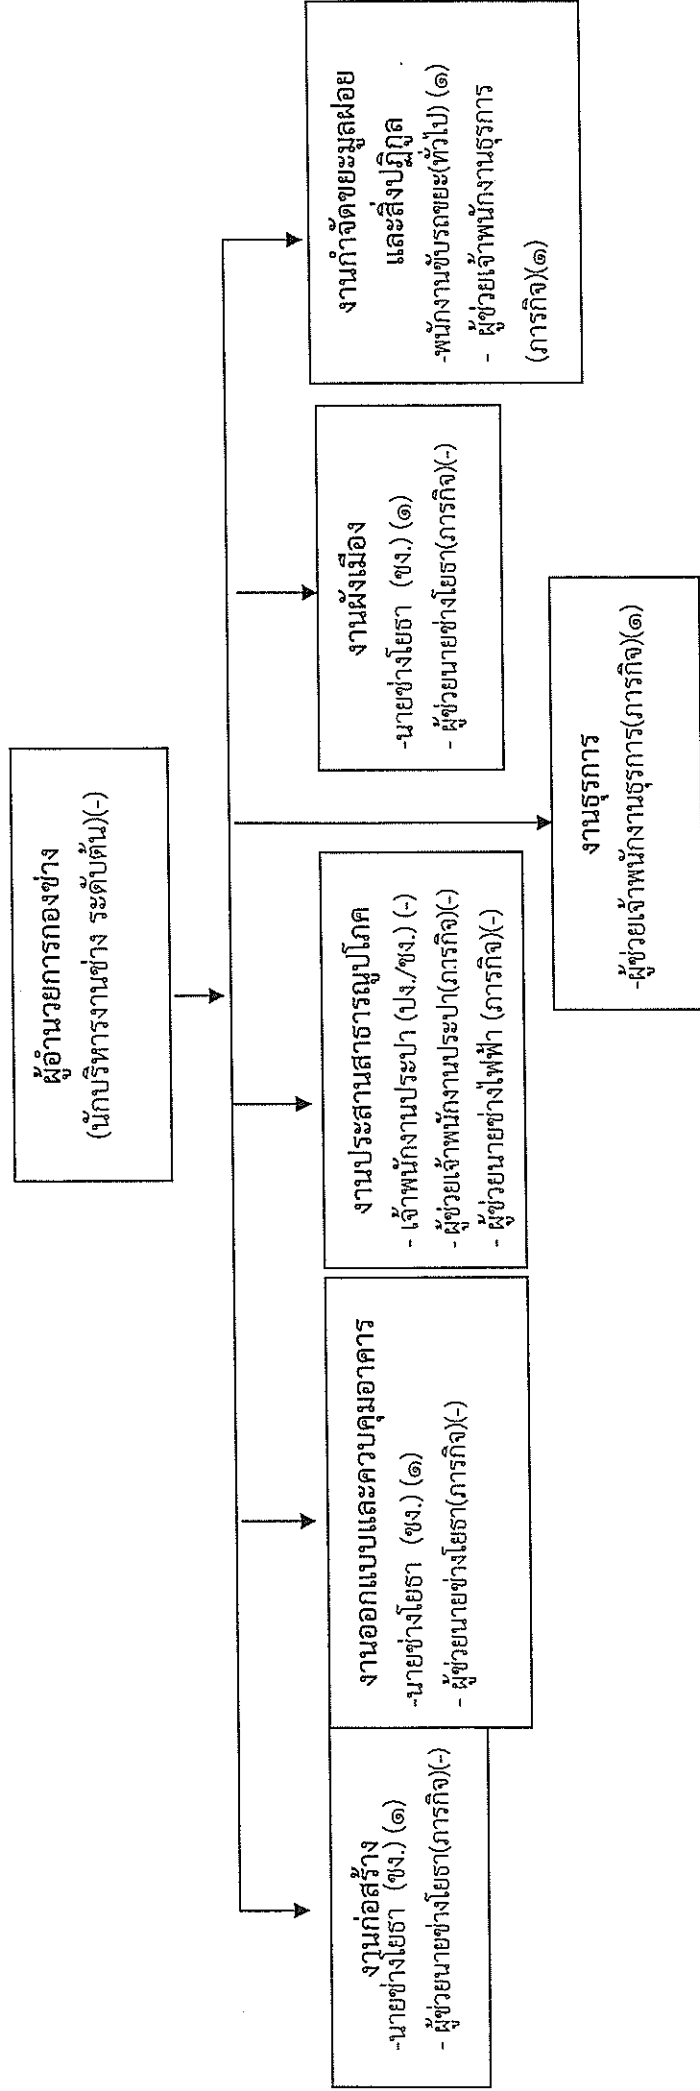 ผู้อำนวยการกองช่าง
(นักบริหารงานช่าง ระดับต้น)(-)
งานก่อสร้าง
-นายช่างโยธา (ชง.) (๑)
- ผู้ช่วยนายช่างโยธา(ภารกิจ)(-)
งานออกแบบและควบคุมอาคาร
-นายช่างโยธา (ชง.) (๑)
- ผู้ช่วยนายช่างโยธา(ภารกิจ)(-)
งานประสานสาธารณูปโภค
- เจ้าพนักงานประปา (ปง./ชง.) (-)
- ผู้ช่วยเจ้าพนักงานประปา(ภารกิจ)(-)
- ผู้ช่วยนายช่างไฟฟ้า (ภารกิจ)(-)
งานธุรการ
-ผู้ช่วยเจ้าพนักงานธุรการ(ภารกิจ)(๑)
งานผังเมือง
-นายช่างโยธา (ชง.) (๑)
- ผู้ช่วยนายช่างโยธา(ภารกิจ)(-)
งานกำจัดขยะมูลฝอย
และสิ่งปฏิกูล
-พนักงานขับรถขยะ(ทั่วไป) (๑)
- ผู้ช่วยเจ้าพนักงานธุรการ
(ภารกิจ)(๑)